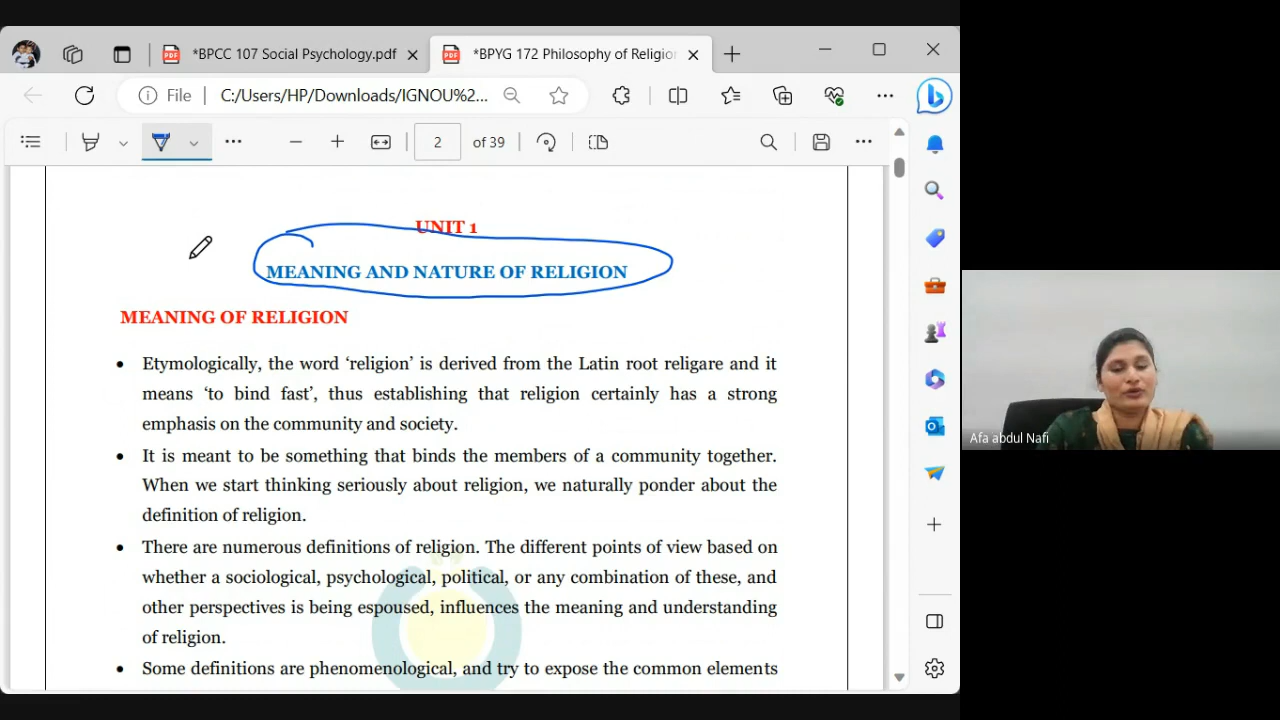 *BPCC 107 Social Psychology.pdf
*BPYG 172 Philosophy of Religio
File
C:/Users/HP/Downloads/IGNOU%2...
2 of 39
UNIT 1
MEANING AND NATURE OF RELIGION
MEANING OF RELIGION
• Etymologically, the word ‘religion’ is derived from the Latin root religare and it
means ‘to bind fast’, thus establishing that religion certainly has a strong
emphasis on the community and society.
• It is meant to be something that binds the members of a community together.
When we start thinking seriously about religion, we naturally ponder about the
definition of religion.
• There are numerous definitions of religion. The different points of view based on
whether a sociological, psychological, political, or any combination of these, and
other perspectives is being espoused, influences the meaning and understanding
of religion.
• Some definitions are phenomenological, and try to expose the common elements
Afa abdul Nafi